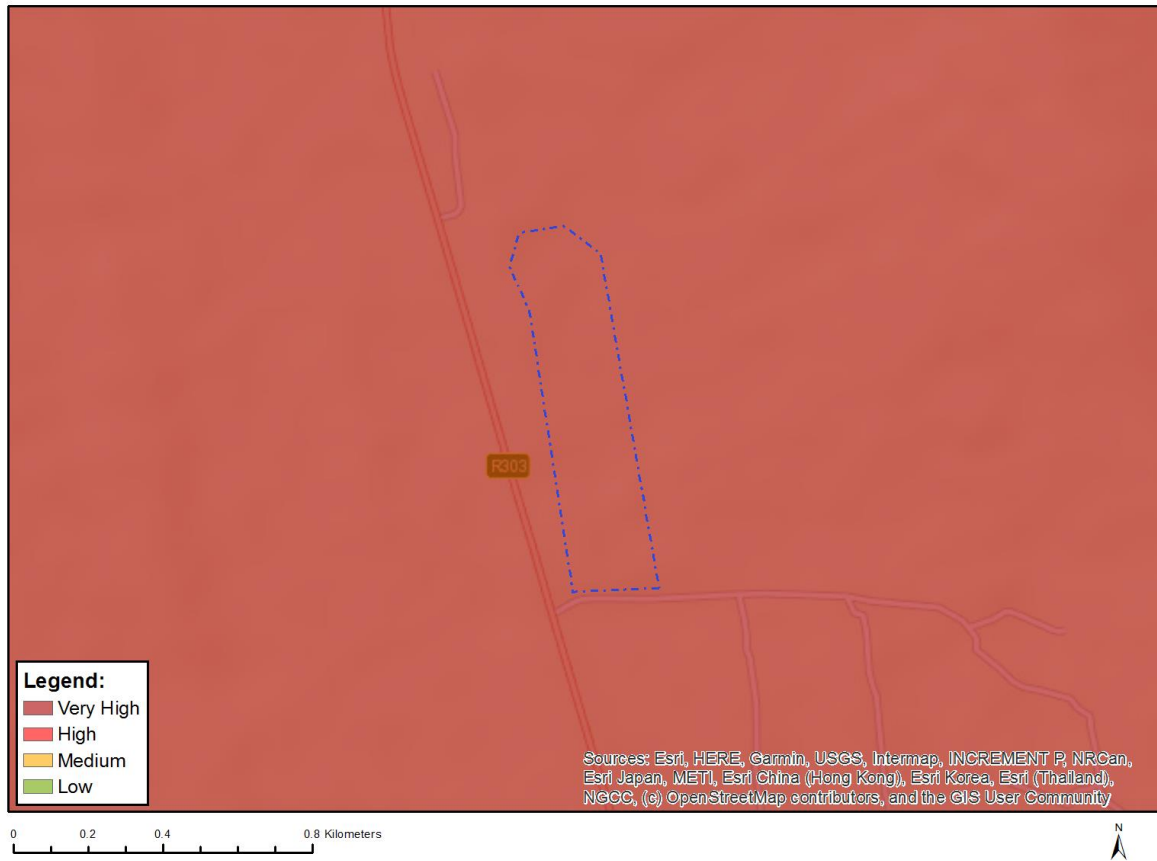 R303
Legend:
Very High
High
Medium
Low
Sources: Esri, HERE, Garmin, USGS, Intermap, INCREMENT P, NRCan,
Esri Japan, METI, Esri China (Hong Kong), Esri Korea, Esri (Thailand),
NGCC, (c) OpenStreetMap contributors, and the GIS User Community
0 0.2 0.4 0.8 Kilometers
N